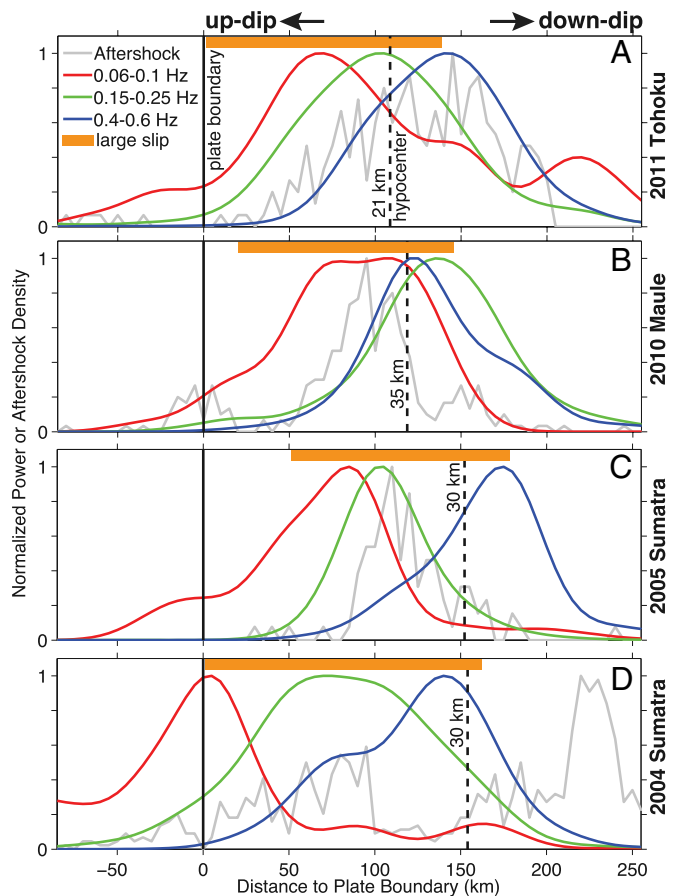 up-dip
down-dip
1
0
Aftershock
0.06-0.1 Hz
0.15-0.25 Hz
0.4-0.6 Hz
large slip
plate boundary
21 km
hypocenter
A
2011 Tohoku
1
0
35 km
B
2010 Maule
Normalized Power or Aftershock Density
1
0
30 km
C
2005 Sumatra
1
0
30 km
D
2004 Sumatra
−50 0 50 100 150 200 250
Distance to Plate Boundary (km)